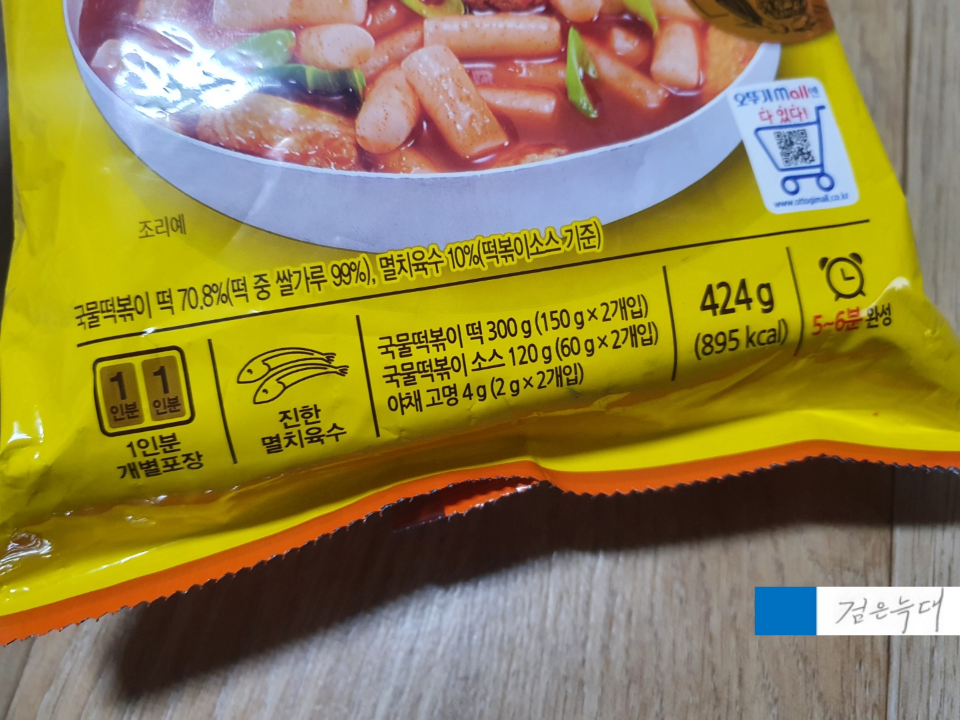 오뚜기mall엔
다 있다!
www.ottogimall.co.kr
조리예
국물떡볶이 떡 70.8%(떡 중 쌀가루 99%), 멸치육수 10%(떡볶이소스 기준)
1 1
인분 인분
1인분
개별포장
진한
멸치육수
국물떡볶이 떡 300 g (150 g × 2개입)
국물떡볶이 소스 120 g (60 g × 2개입)
야채 고명 4 g (2 g × 2개입)
424 g
(895 kcal)
5~6분 완성
검은늑대